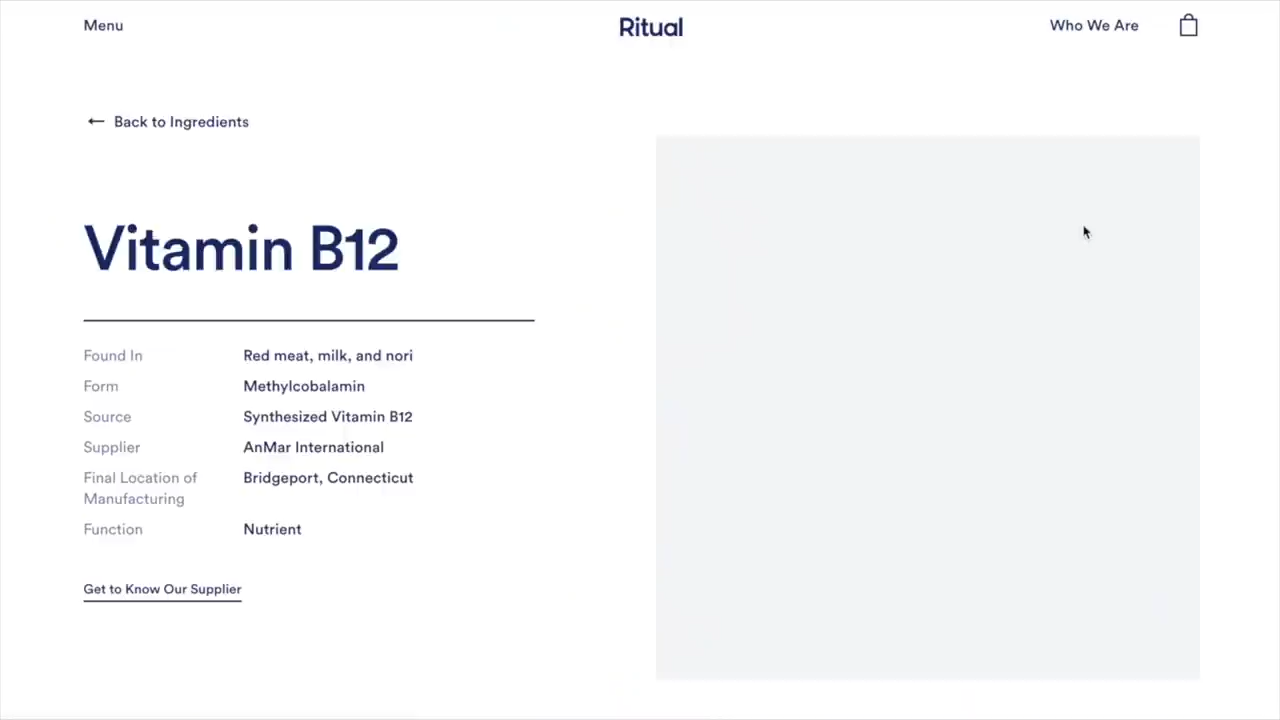 Menu
Ritual
Who We Are
← Back to Ingredients
Vitamin B12
Found In Red meat, milk, and nori
Form Methylcobalamin
Source Synthesized Vitamin B12
Supplier AnMar International
Final Location of Bridgeport, Connecticut
Manufacturing
Function Nutrient
Get to Know Our Supplier